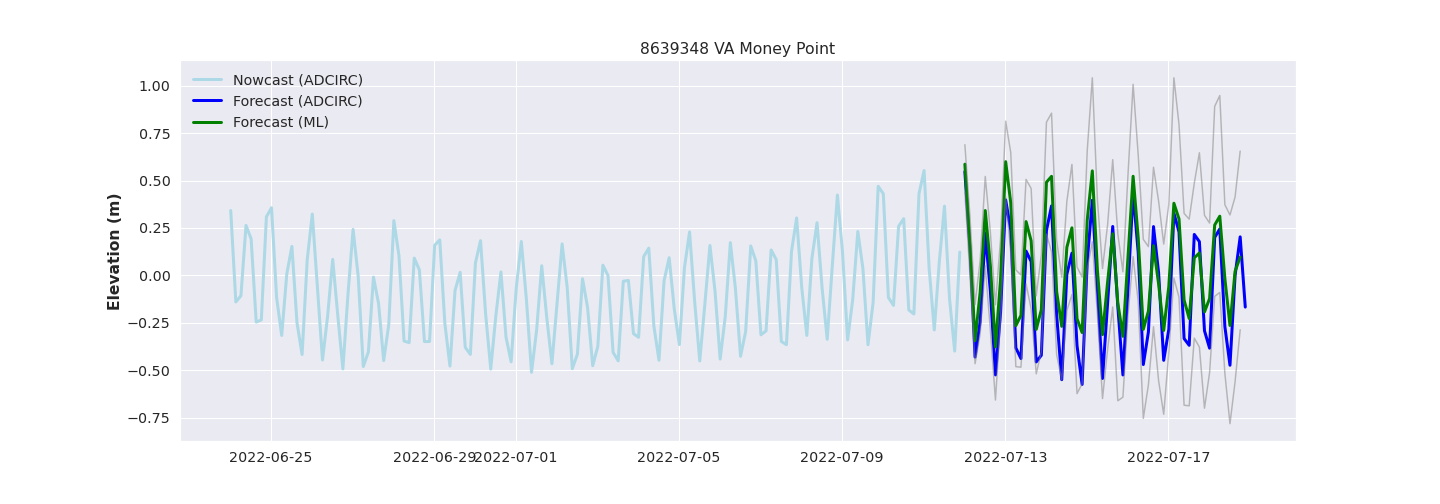 8639348 VA Money Point
Nowcast (ADCIRC)
Forecast (ADCIRC)
Forecast (ML)
Elevation (m)
1.00
0.75
0.50
0.25
0.00
−0.25
−0.50
−0.75
2022-06-25 2022-06-29 2022-07-01 2022-07-05 2022-07-09 2022-07-13 2022-07-17